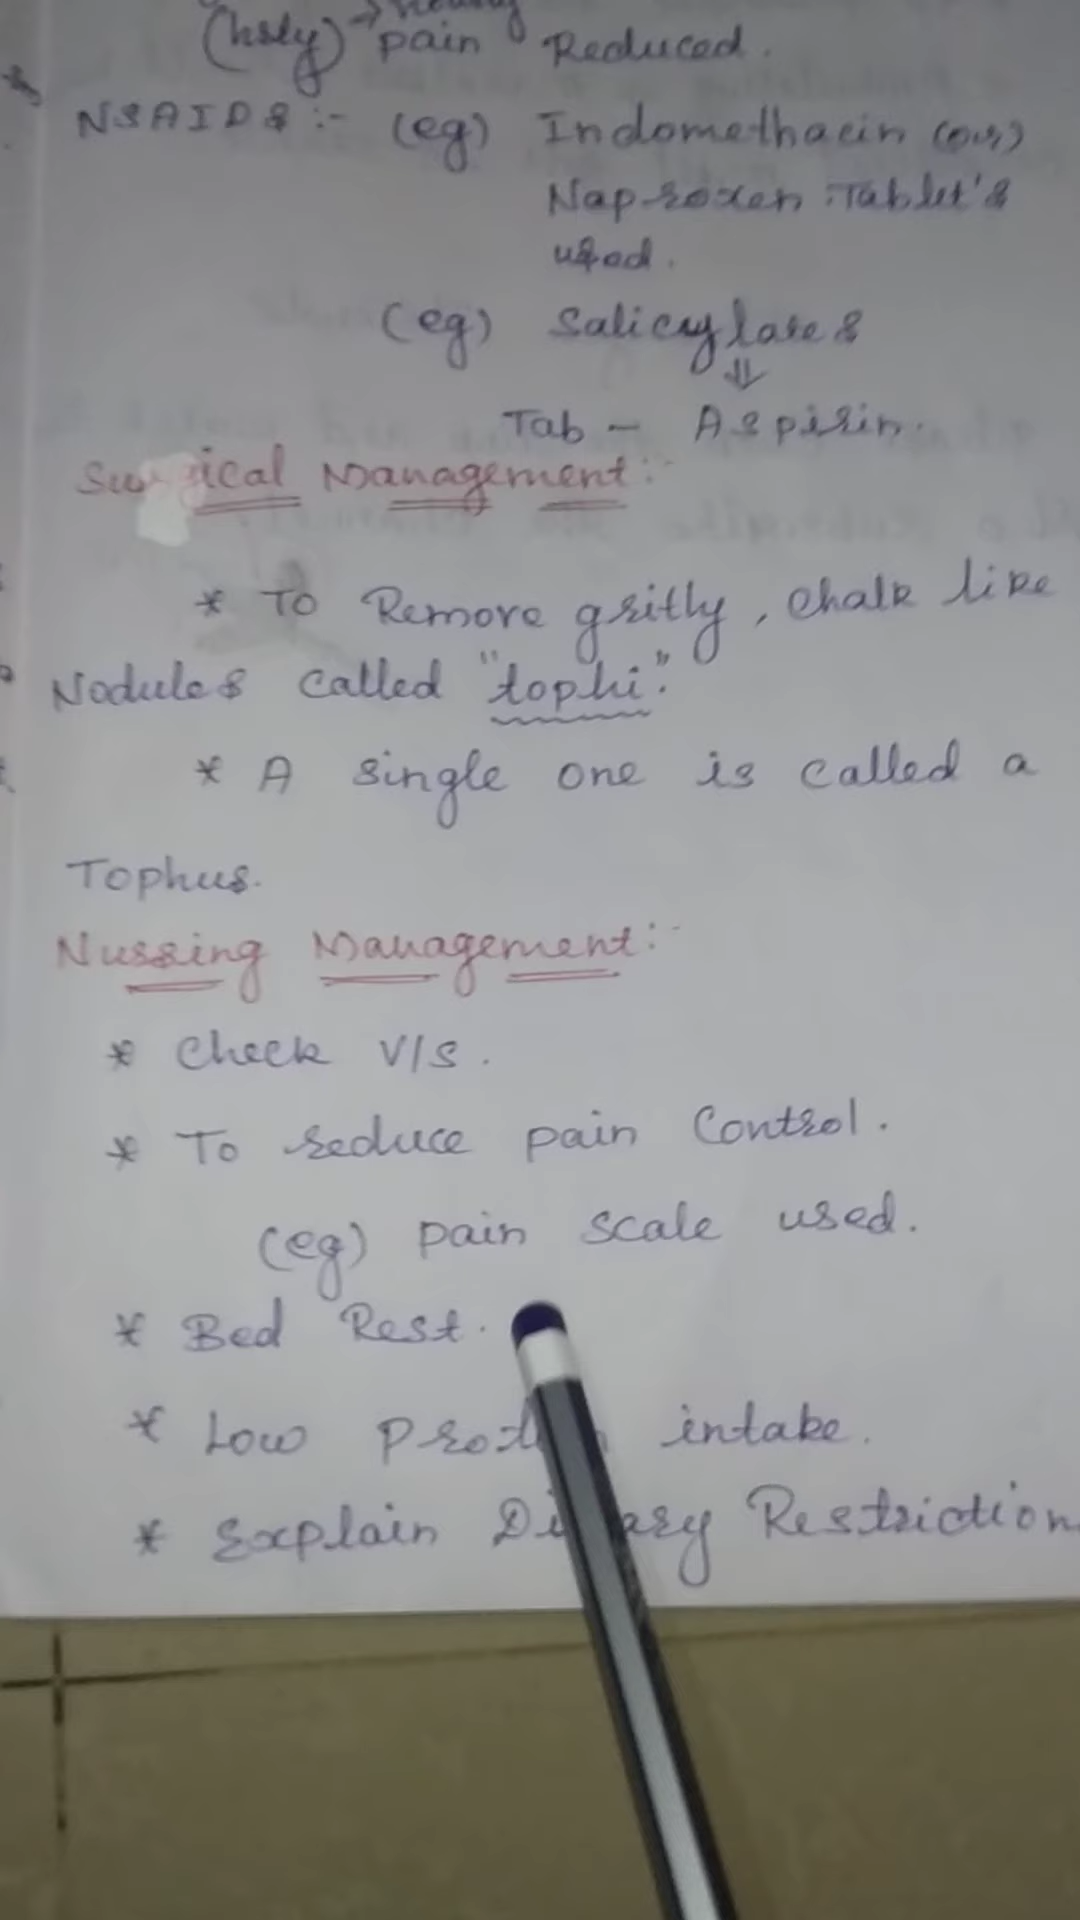 (hrly) → pain Reduced.
NSAIDS:- (eg) Indomethacin (or)
Naproxen Tablet's
used.
(eg) Salicylates
⇓
Tab - Aspirin.
Surgical Management:-
* To Remove gritly, chalk like
Nodules called "tophi."
* A single one is called a
Tophus.
Nursing Management:-
* Check V/S.
* To reduce pain Control.
(eg) pain scale used.
* Bed Rest.
* Low intake.
* Explain Restriction